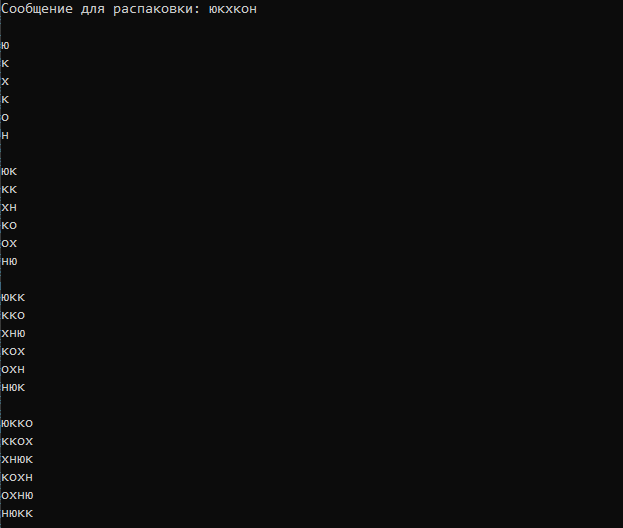 Сообщение для распаковки: юкхкон
ю
к
х
к
о
н
юк
кк
хн
ко
ох
ню
юкк
кко
хню
кох
охн
нюк
юкко
ккох
хнюк
кохн
охню
нюкк